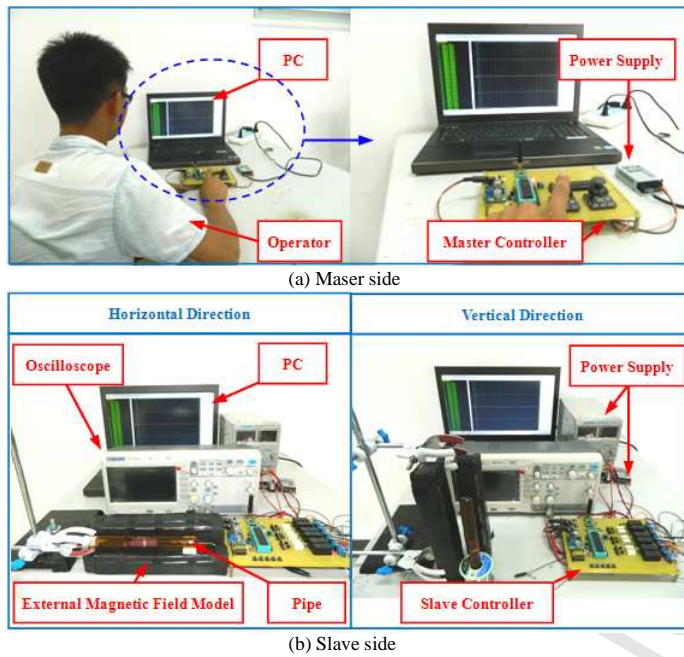 PC
Power Supply
Operator
Master Controller
(a) Maser side
Horizontal Direction
Vertical Direction
Oscilloscope
PC
Power Supply
External Magnetic Field Model
Pipe
Slave Controller
(b) Slave side